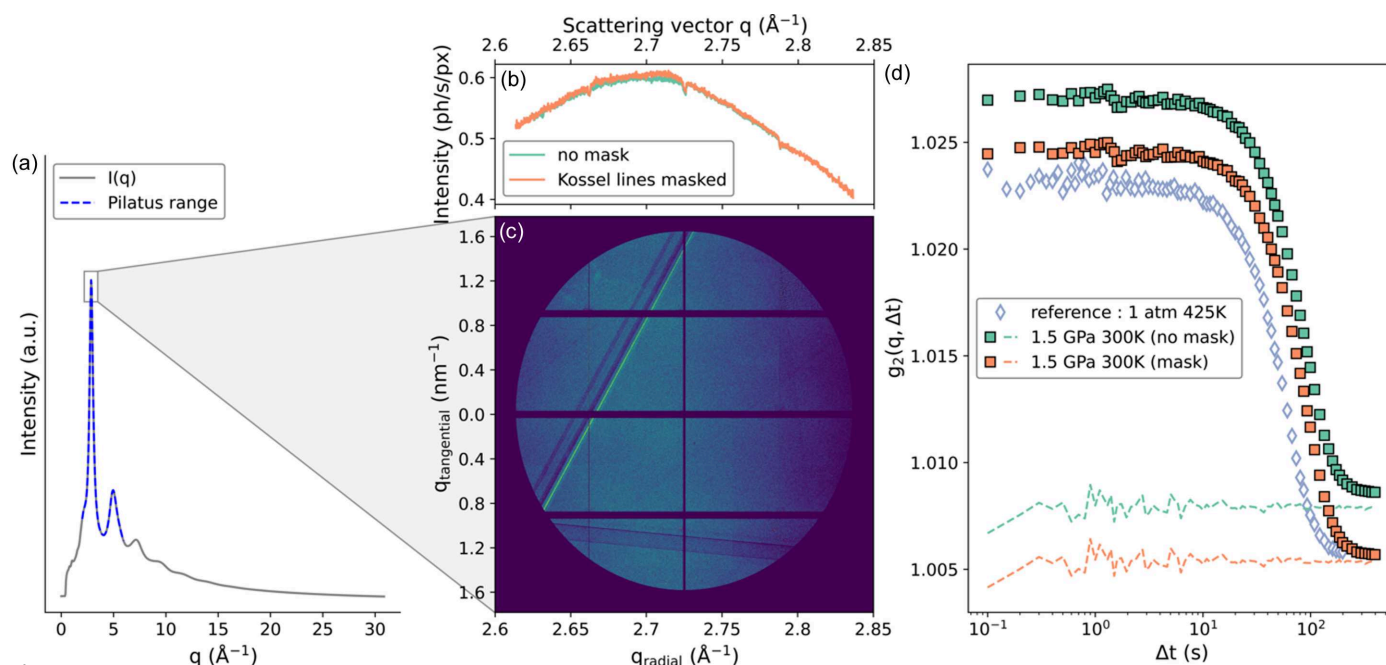 (a)
I(q)
Pilatus range
Intensity (a.u.)
0 5 10 15 20 25 30
q (Å⁻¹)
Scattering vector q (Å⁻¹)
2.6 2.65 2.7 2.75 2.8 2.85
(b)
Intensity (ph/s/px)
0.6
0.5
0.4
no mask
Kossel lines masked
(c)
q_tangential (nm⁻¹)
1.6
1.2
0.8
0.4
0.0
0.4
0.8
1.2
1.6
2.6 2.65 2.7 2.75 2.8 2.85
q_radial (Å⁻¹)
(d)
g₂(q, Δt)
1.025
1.020
1.015
1.010
1.005
reference : 1 atm 425K
1.5 GPa 300K (no mask)
1.5 GPa 300K (mask)
10⁻¹ 10⁰ 10¹ 10²
Δt (s)